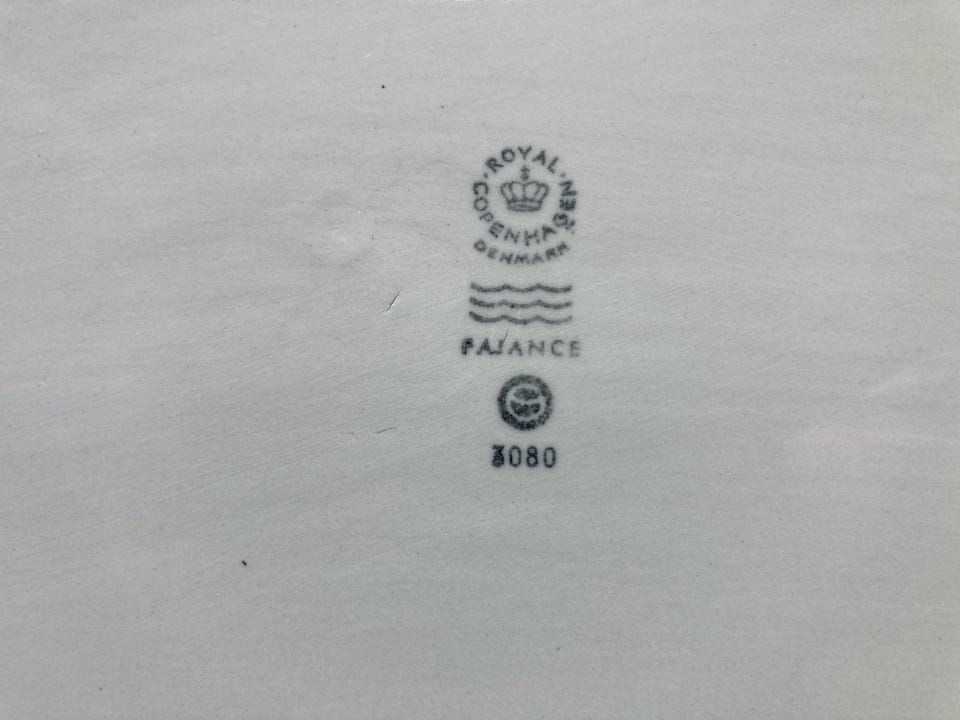 ROYAL
COPENHAGEN
DENMARK
FAJANCE
3080